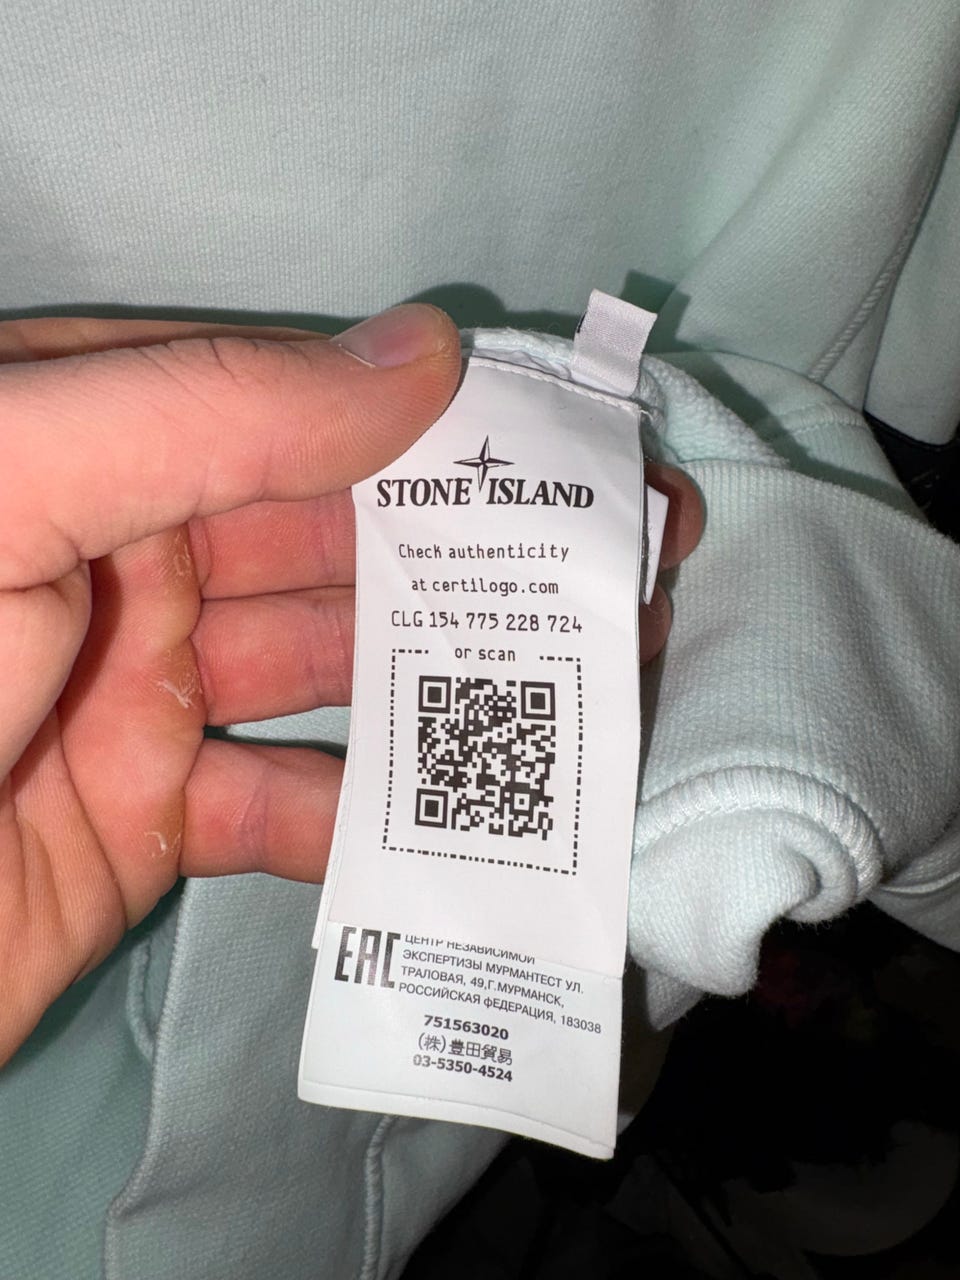 STONE ISLAND
Check authenticity
at certilogo.com
CLG 154 775 228 724
or scan
EAC
ЦЕНТР НЕЗАВИСИМОЙ
ЭКСПЕРТИЗЫ МУРМАНТЕСТ УЛ.
ТРАЛОВАЯ, 49,Г.МУРМАНСК,
РОССИЙСКАЯ ФЕДЕРАЦИЯ, 183038
751563020
(株)豊田貿易
03-5350-4524